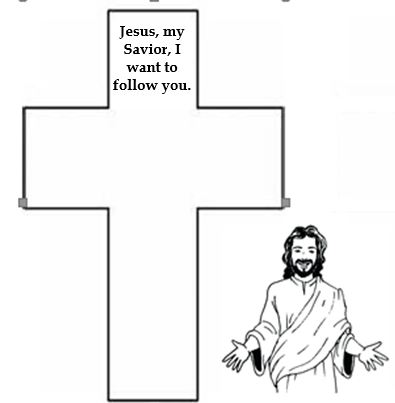 Jesus, my
Savior, I
want to
follow you.